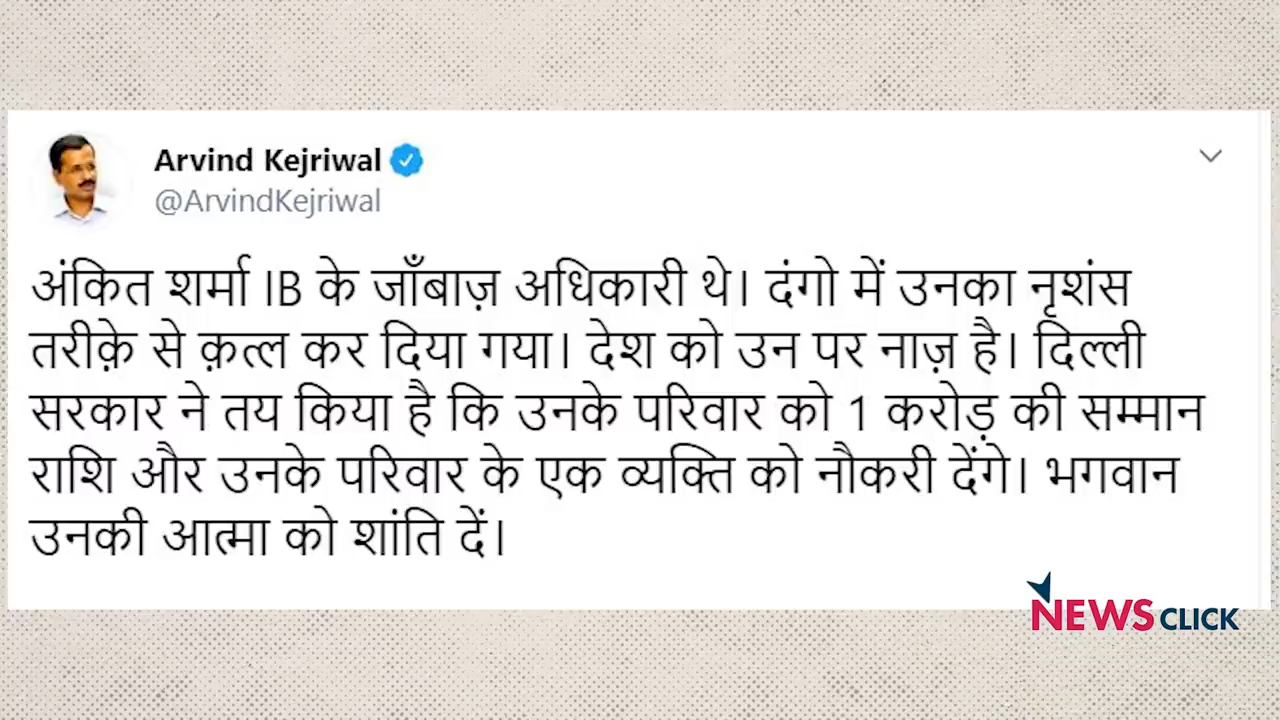 Arvind Kejriwal
@ArvindKejriwal
अंकित शर्मा IB के जाँबाज़ अधिकारी थे। दंगो में उनका नृशंस
तरीक़े से क़त्ल कर दिया गया। देश को उन पर नाज़ है। दिल्ली
सरकार ने तय किया है कि उनके परिवार को 1 करोड़ की सम्मान
राशि और उनके परिवार के एक व्यक्ति को नौकरी देंगे। भगवान
उनकी आत्मा को शांति दें।
NEWSCLICK